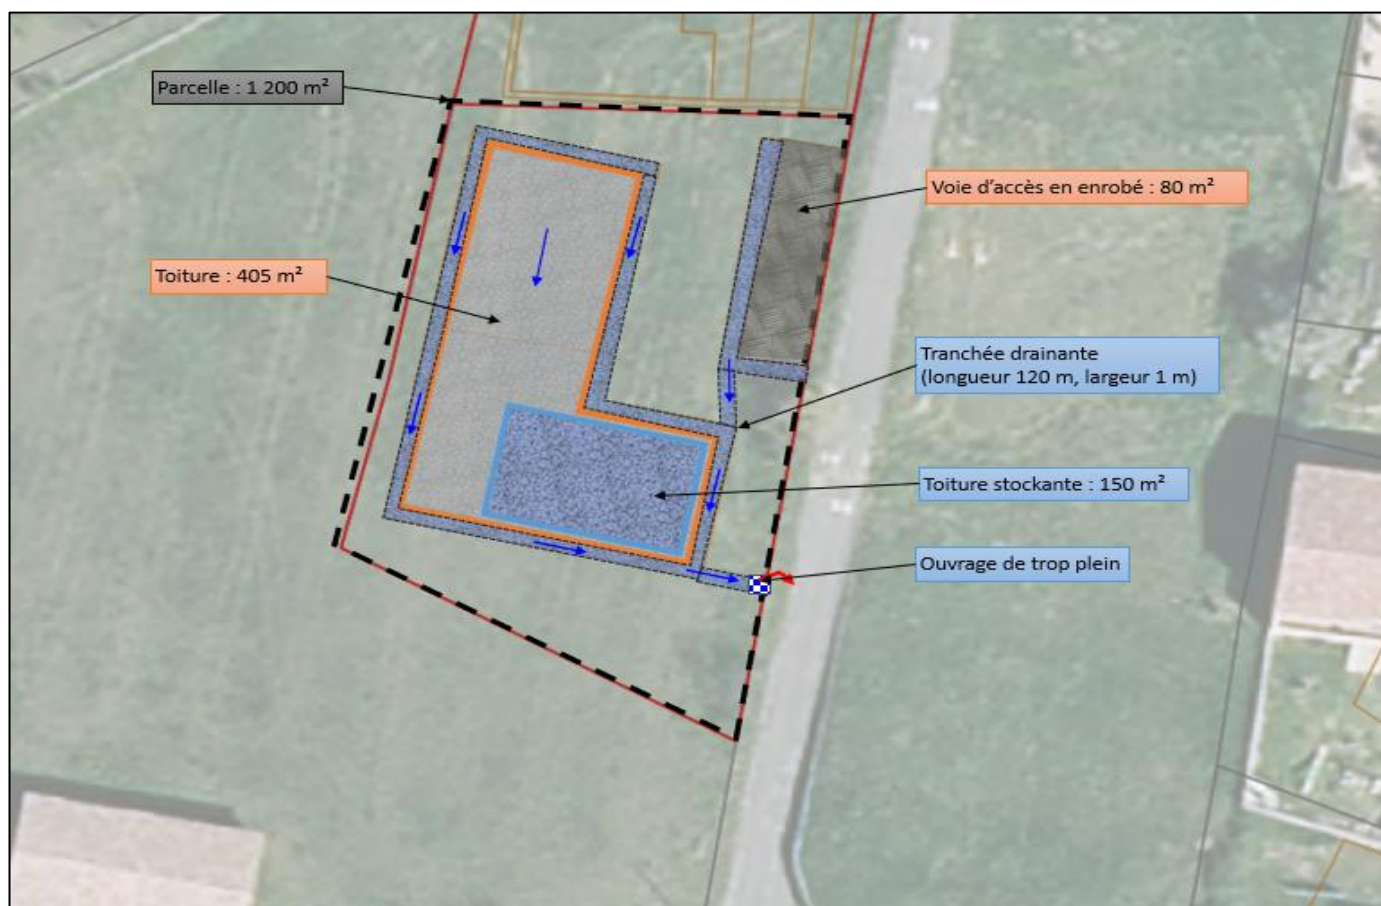 Parcelle : 1 200 m²
Voie d’accès en enrobé : 80 m²
Toiture : 405 m²
Tranchée drainante
(longueur 120 m, largeur 1 m)
Toiture stockante : 150 m²
Ouvrage de trop plein